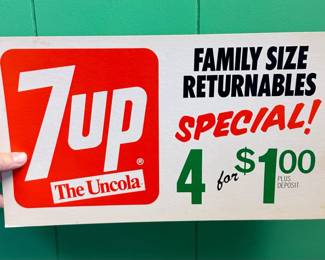 7up
®
The Uncola
FAMILY SIZE
RETURNABLES
SPECIAL!
4 for $1.00
PLUS
DEPOSIT